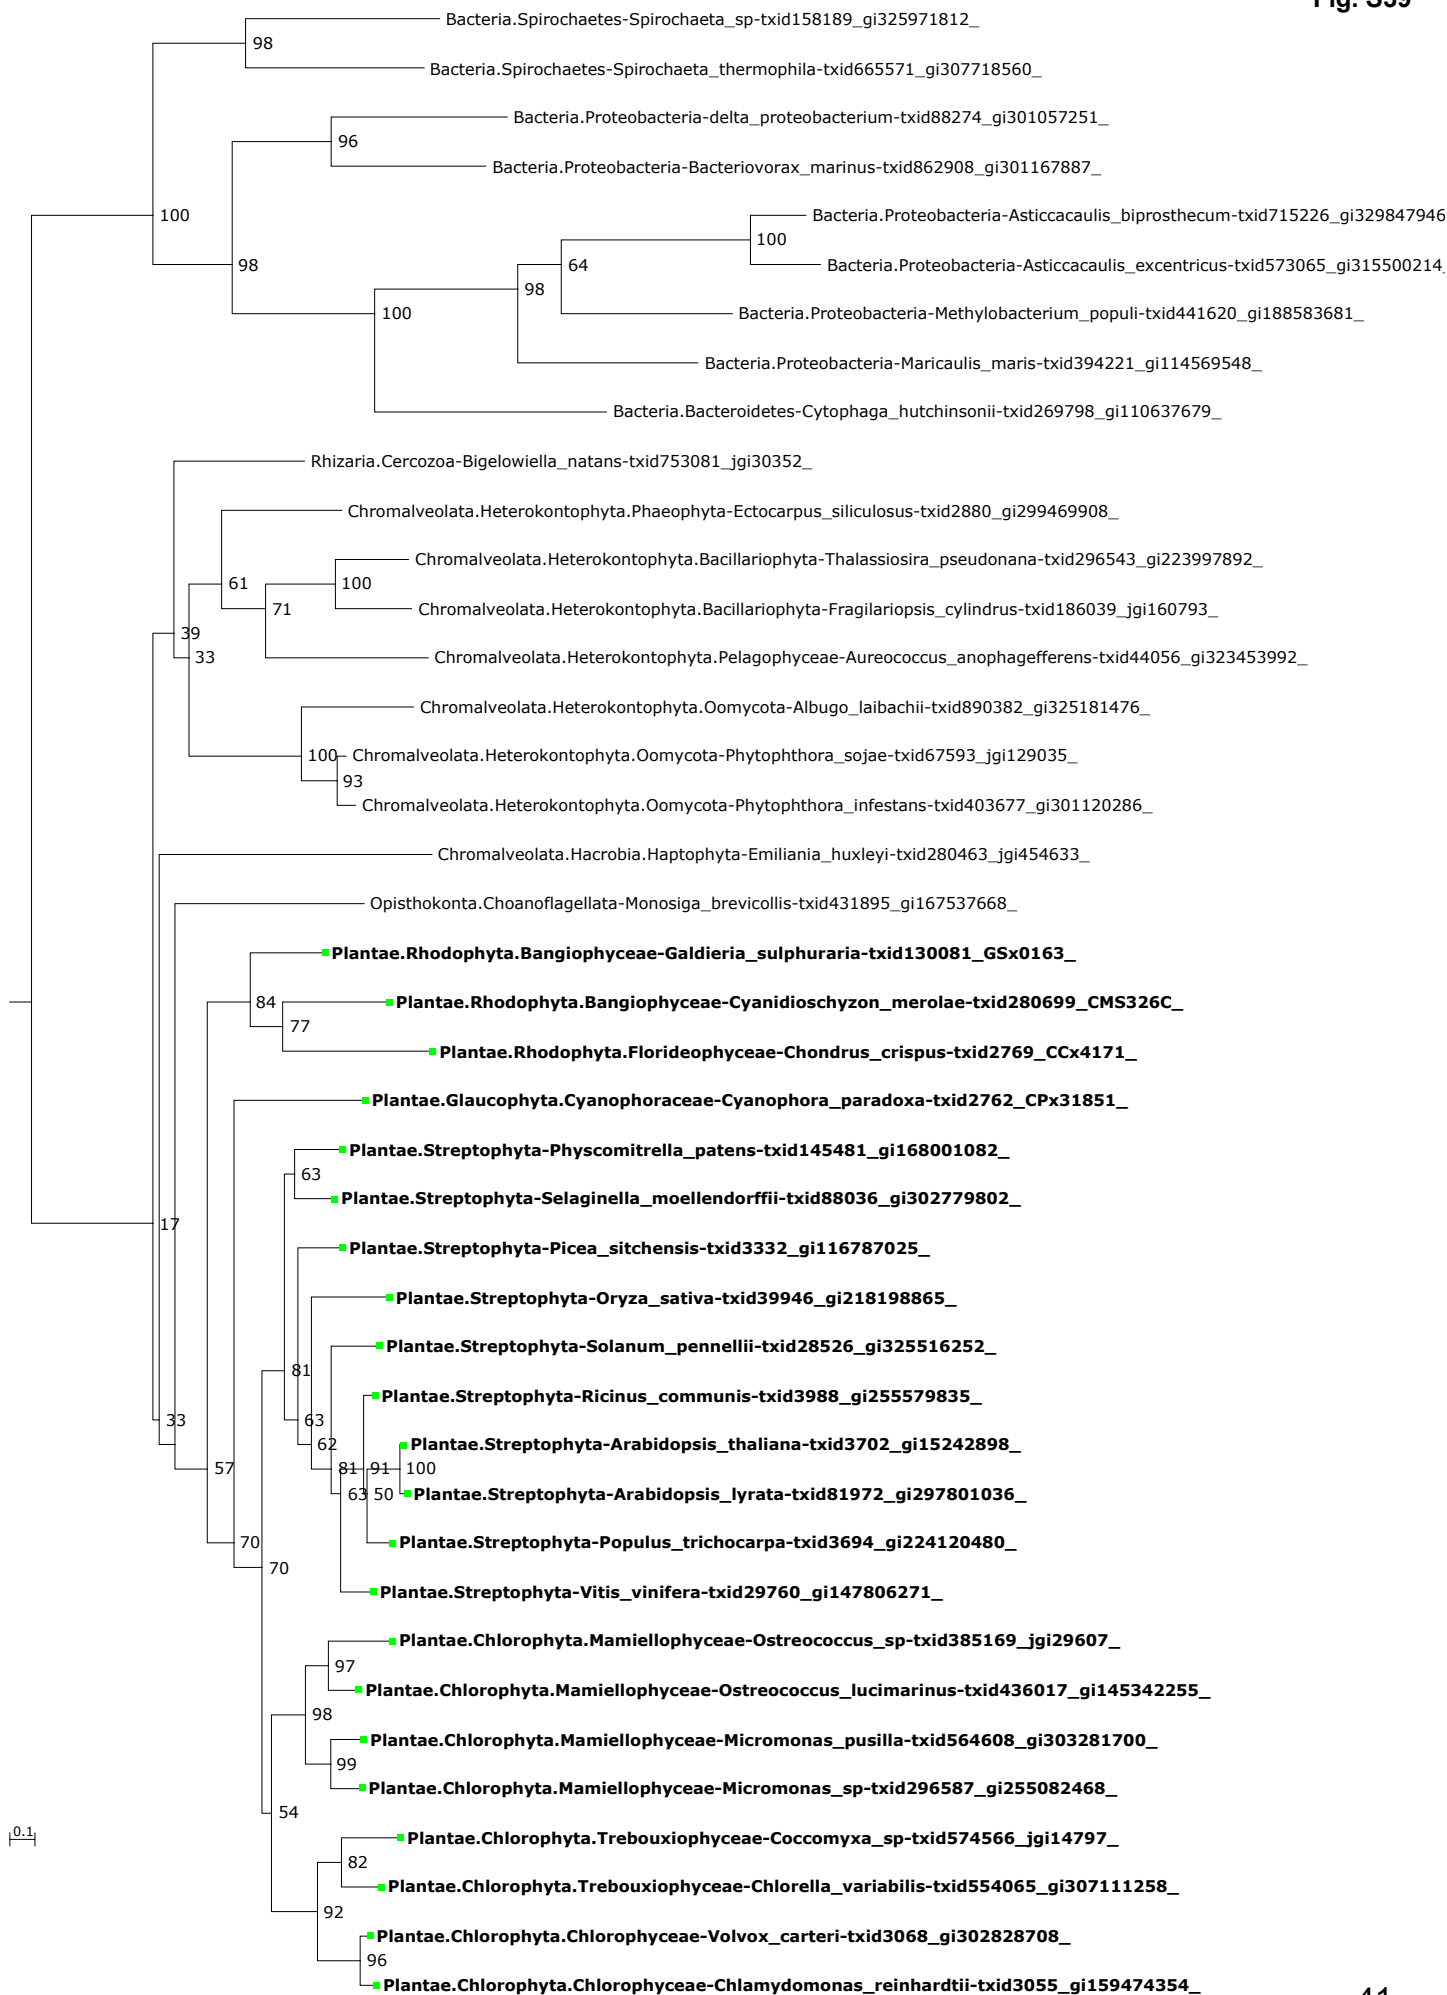 Fig. S39
Bacteria.Spirochaetes-Spirochaeta_sp-txid158189_gi325971812_
98
Bacteria.Spirochaetes-Spirochaeta_thermophila-txid665571_gi307718560_
Bacteria.Proteobacteria-delta_proteobacterium-txid88274_gi301057251_
96
Bacteria.Proteobacteria-Bacteriovorax_marinus-txid862908_gi301167887_
100
Bacteria.Proteobacteria-Asticcacaulis_biprosthecum-txid715226_gi329847946
100
98
64
Bacteria.Proteobacteria-Asticcacaulis_excentricus-txid573065_gi315500214_
98
100
Bacteria.Proteobacteria-Methylobacterium_populi-txid441620_gi188583681_
Bacteria.Proteobacteria-Maricaulis_maris-txid394221_gi114569548_
Bacteria.Bacteroidetes-Cytophaga_hutchinsonii-txid269798_gi110637679_
Rhizaria.Cercozoa-Bigelowiella_natans-txid753081_jgi30352_
Chromalveolata.Heterokontophyta.Phaeophyta-Ectocarpus_siliculosus-txid2880_gi299469908_
Chromalveolata.Heterokontophyta.Bacillariophyta-Thalassiosira_pseudonana-txid296543_gi223997892_
61
100
71
Chromalveolata.Heterokontophyta.Bacillariophyta-Fragilariopsis_cylindrus-txid186039_jgi160793_
39
33
Chromalveolata.Heterokontophyta.Pelagophyceae-Aureococcus_anophagefferens-txid44056_gi323453992_
Chromalveolata.Heterokontophyta.Oomycota-Albugo_laibachii-txid890382_gi325181476_
100
Chromalveolata.Heterokontophyta.Oomycota-Phytophthora_sojae-txid67593_jgi129035_
93
Chromalveolata.Heterokontophyta.Oomycota-Phytophthora_infestans-txid403677_gi301120286_
Chromalveolata.Hacrobia.Haptophyta-Emiliania_huxleyi-txid280463_jgi454633_
Opisthokonta.Choanoflagellata-Monosiga_brevicollis-txid431895_gi167537668_
Plantae.Rhodophyta.Bangiophyceae-Galdieria_sulphuraria-txid130081_GSx0163_
84
Plantae.Rhodophyta.Bangiophyceae-Cyanidioschyzon_merolae-txid280699_CMS326C_
77
Plantae.Rhodophyta.Florideophyceae-Chondrus_crispus-txid2769_CCx4171_
Plantae.Glaucophyta.Cyanophoraceae-Cyanophora_paradoxa-txid2762_CPx31851_
Plantae.Streptophyta-Physcomitrella_patens-txid145481_gi168001082_
63
Plantae.Streptophyta-Selaginella_moellendorffii-txid88036_gi302779802_
17
Plantae.Streptophyta-Picea_sitchensis-txid3332_gi116787025_
Plantae.Streptophyta-Oryza_sativa-txid39946_gi218198865_
Plantae.Streptophyta-Solanum_pennellii-txid28526_gi325516252_
81
Plantae.Streptophyta-Ricinus_communis-txid3988_gi255579835_
33
63
62
Plantae.Streptophyta-Arabidopsis_thaliana-txid3702_gi15242898_
57
81
91
100
63
50
Plantae.Streptophyta-Arabidopsis_lyrata-txid81972_gi297801036_
70
Plantae.Streptophyta-Populus_trichocarpa-txid3694_gi224120480_
70
Plantae.Streptophyta-Vitis_vinifera-txid29760_gi147806271_
Plantae.Chlorophyta.Mamiellophyceae-Ostreococcus_sp-txid385169_jgi29607_
97
Plantae.Chlorophyta.Mamiellophyceae-Ostreococcus_lucimarinus-txid436017_gi145342255_
98
Plantae.Chlorophyta.Mamiellophyceae-Micromonas_pusilla-txid564608_gi303281700_
99
Plantae.Chlorophyta.Mamiellophyceae-Micromonas_sp-txid296587_gi255082468_
54
0.1
Plantae.Chlorophyta.Trebouxiophyceae-Coccomyxa_sp-txid574566_jgi14797_
82
Plantae.Chlorophyta.Trebouxiophyceae-Chlorella_variabilis-txid554065_gi307111258_
92
Plantae.Chlorophyta.Chlorophyceae-Volvox_carteri-txid3068_gi302828708_
96
Plantae.Chlorophyta.Chlorophyceae-Chlamydomonas_reinhardtii-txid3055_gi159474354_
41